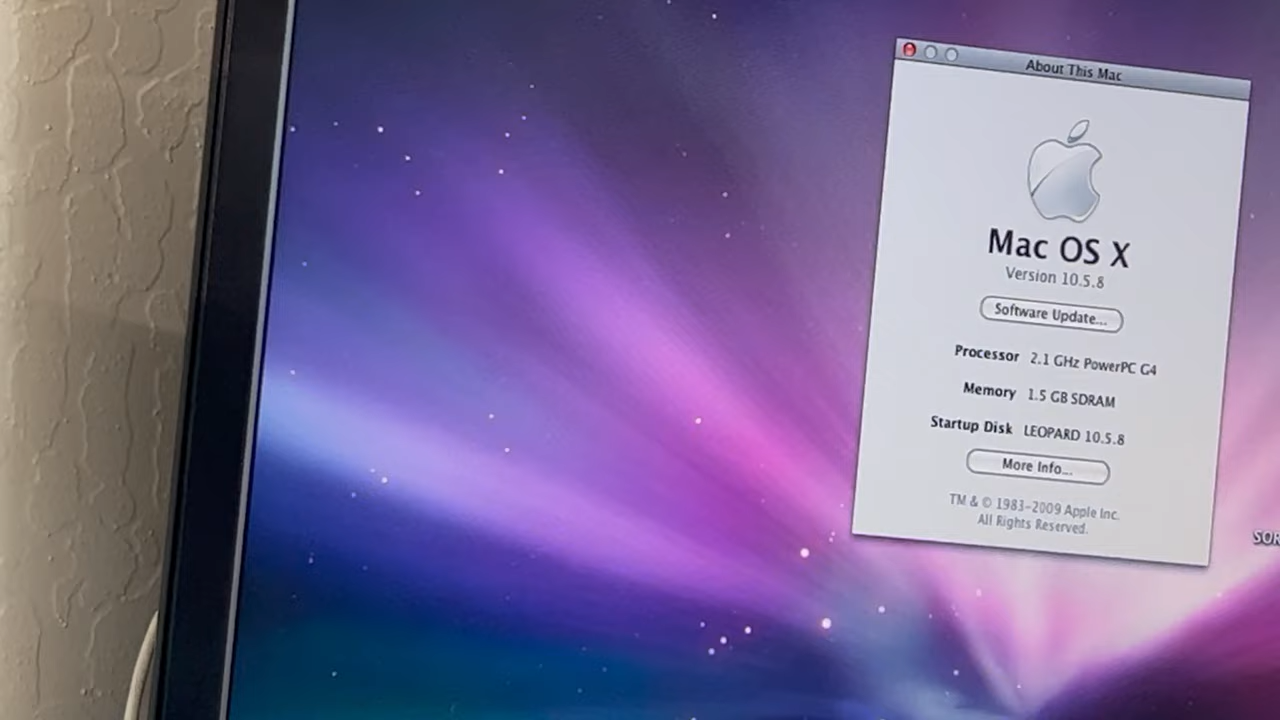 About This Mac
Mac OS X
Version 10.5.8
Software Update...
Processor 2.1 GHz PowerPC G4
Memory 1.5 GB SDRAM
Startup Disk LEOPARD 10.5.8
More Info...
TM & © 1983-2009 Apple Inc.
All Rights Reserved.